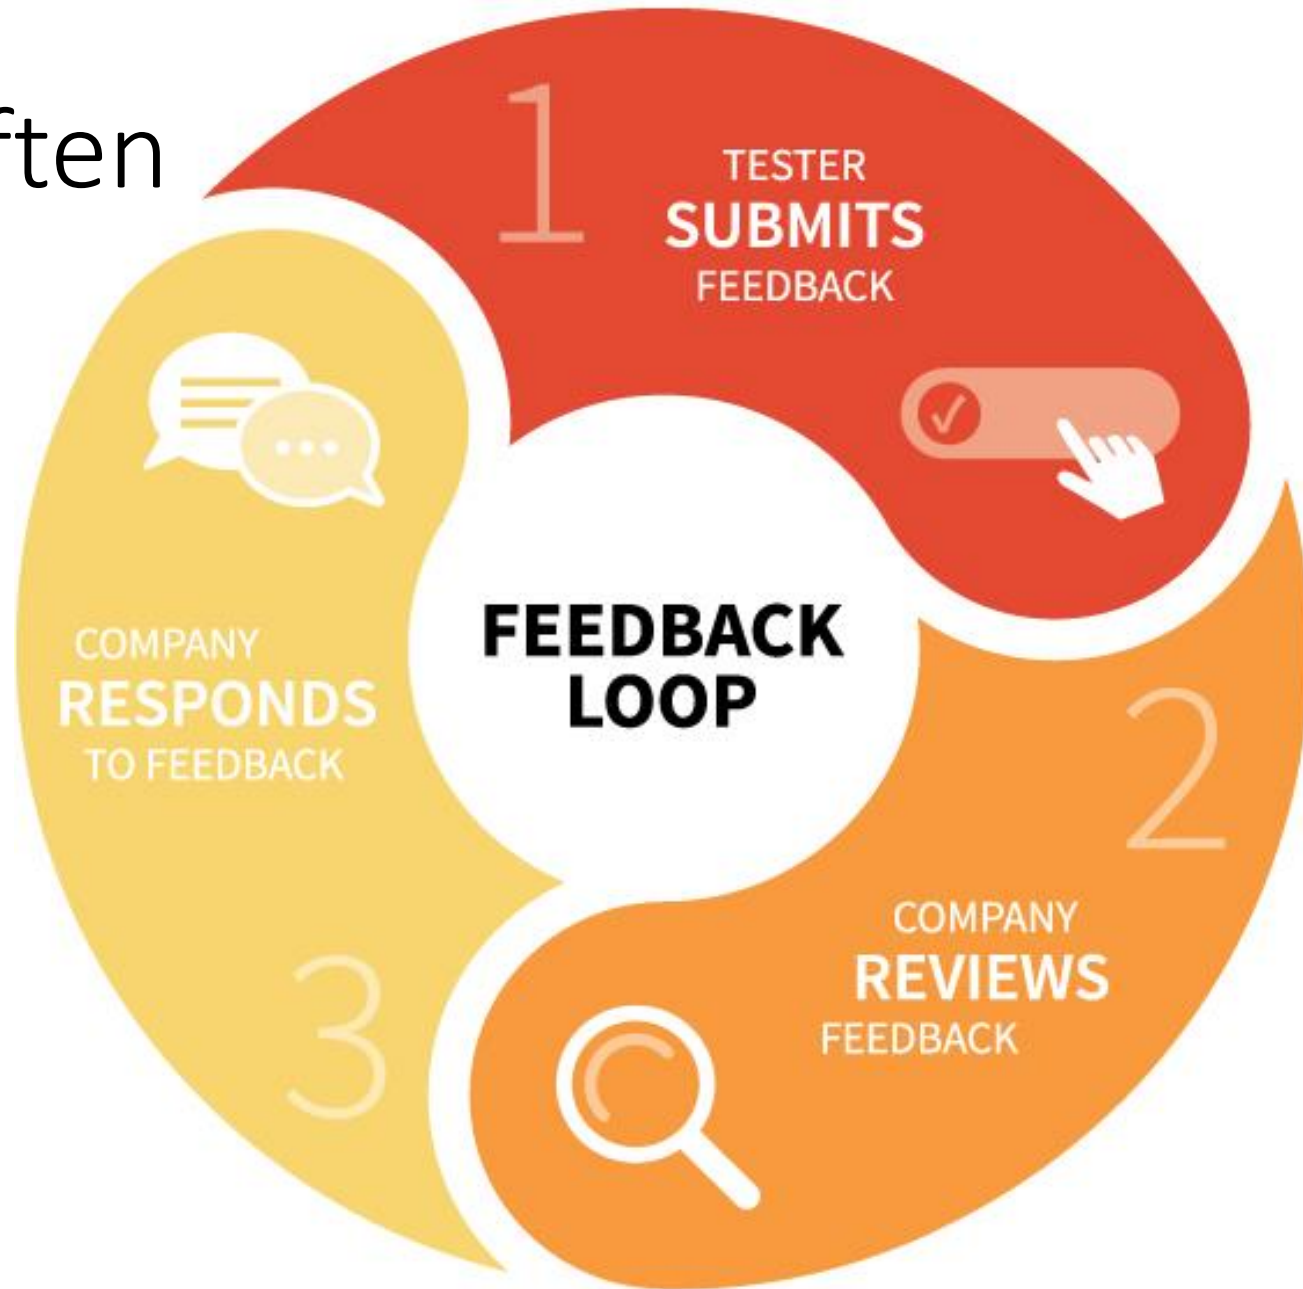 ften
1
TESTER
SUBMITS
FEEDBACK
FEEDBACK
LOOP
2
COMPANY
REVIEWS
FEEDBACK
COMPANY
RESPONDS
TO FEEDBACK
3